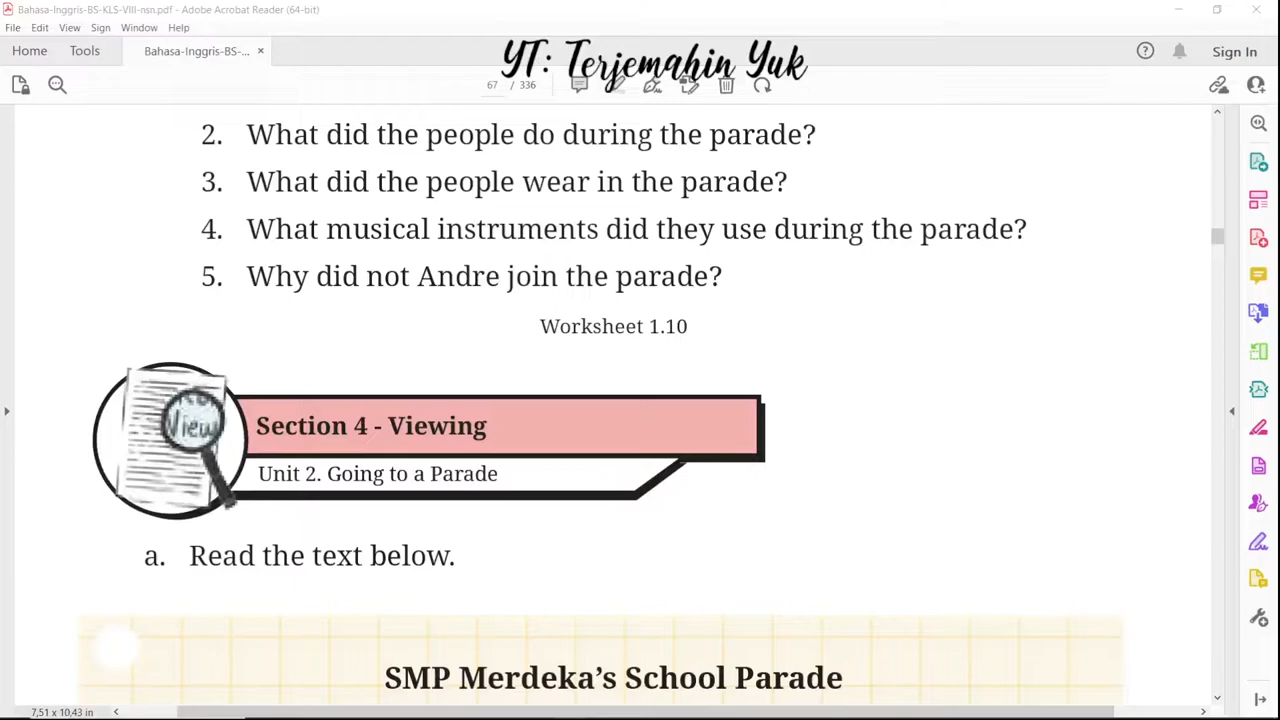 Bahasa-Inggris-BS-KLS-VIII-nsn.pdf - Adobe Acrobat Reader (64-bit)
File Edit View Sign Window Help
Home Tools Bahasa-Inggris-BS-... × Sign In
YT: Terjemahin Yuk
67 / 336
2. What did the people do during the parade?
3. What did the people wear in the parade?
4. What musical instruments did they use during the parade?
5. Why did not Andre join the parade?
Worksheet 1.10
View
Section 4 - Viewing
Unit 2. Going to a Parade
a. Read the text below.
SMP Merdeka's School Parade
7,51 x 10,43 in